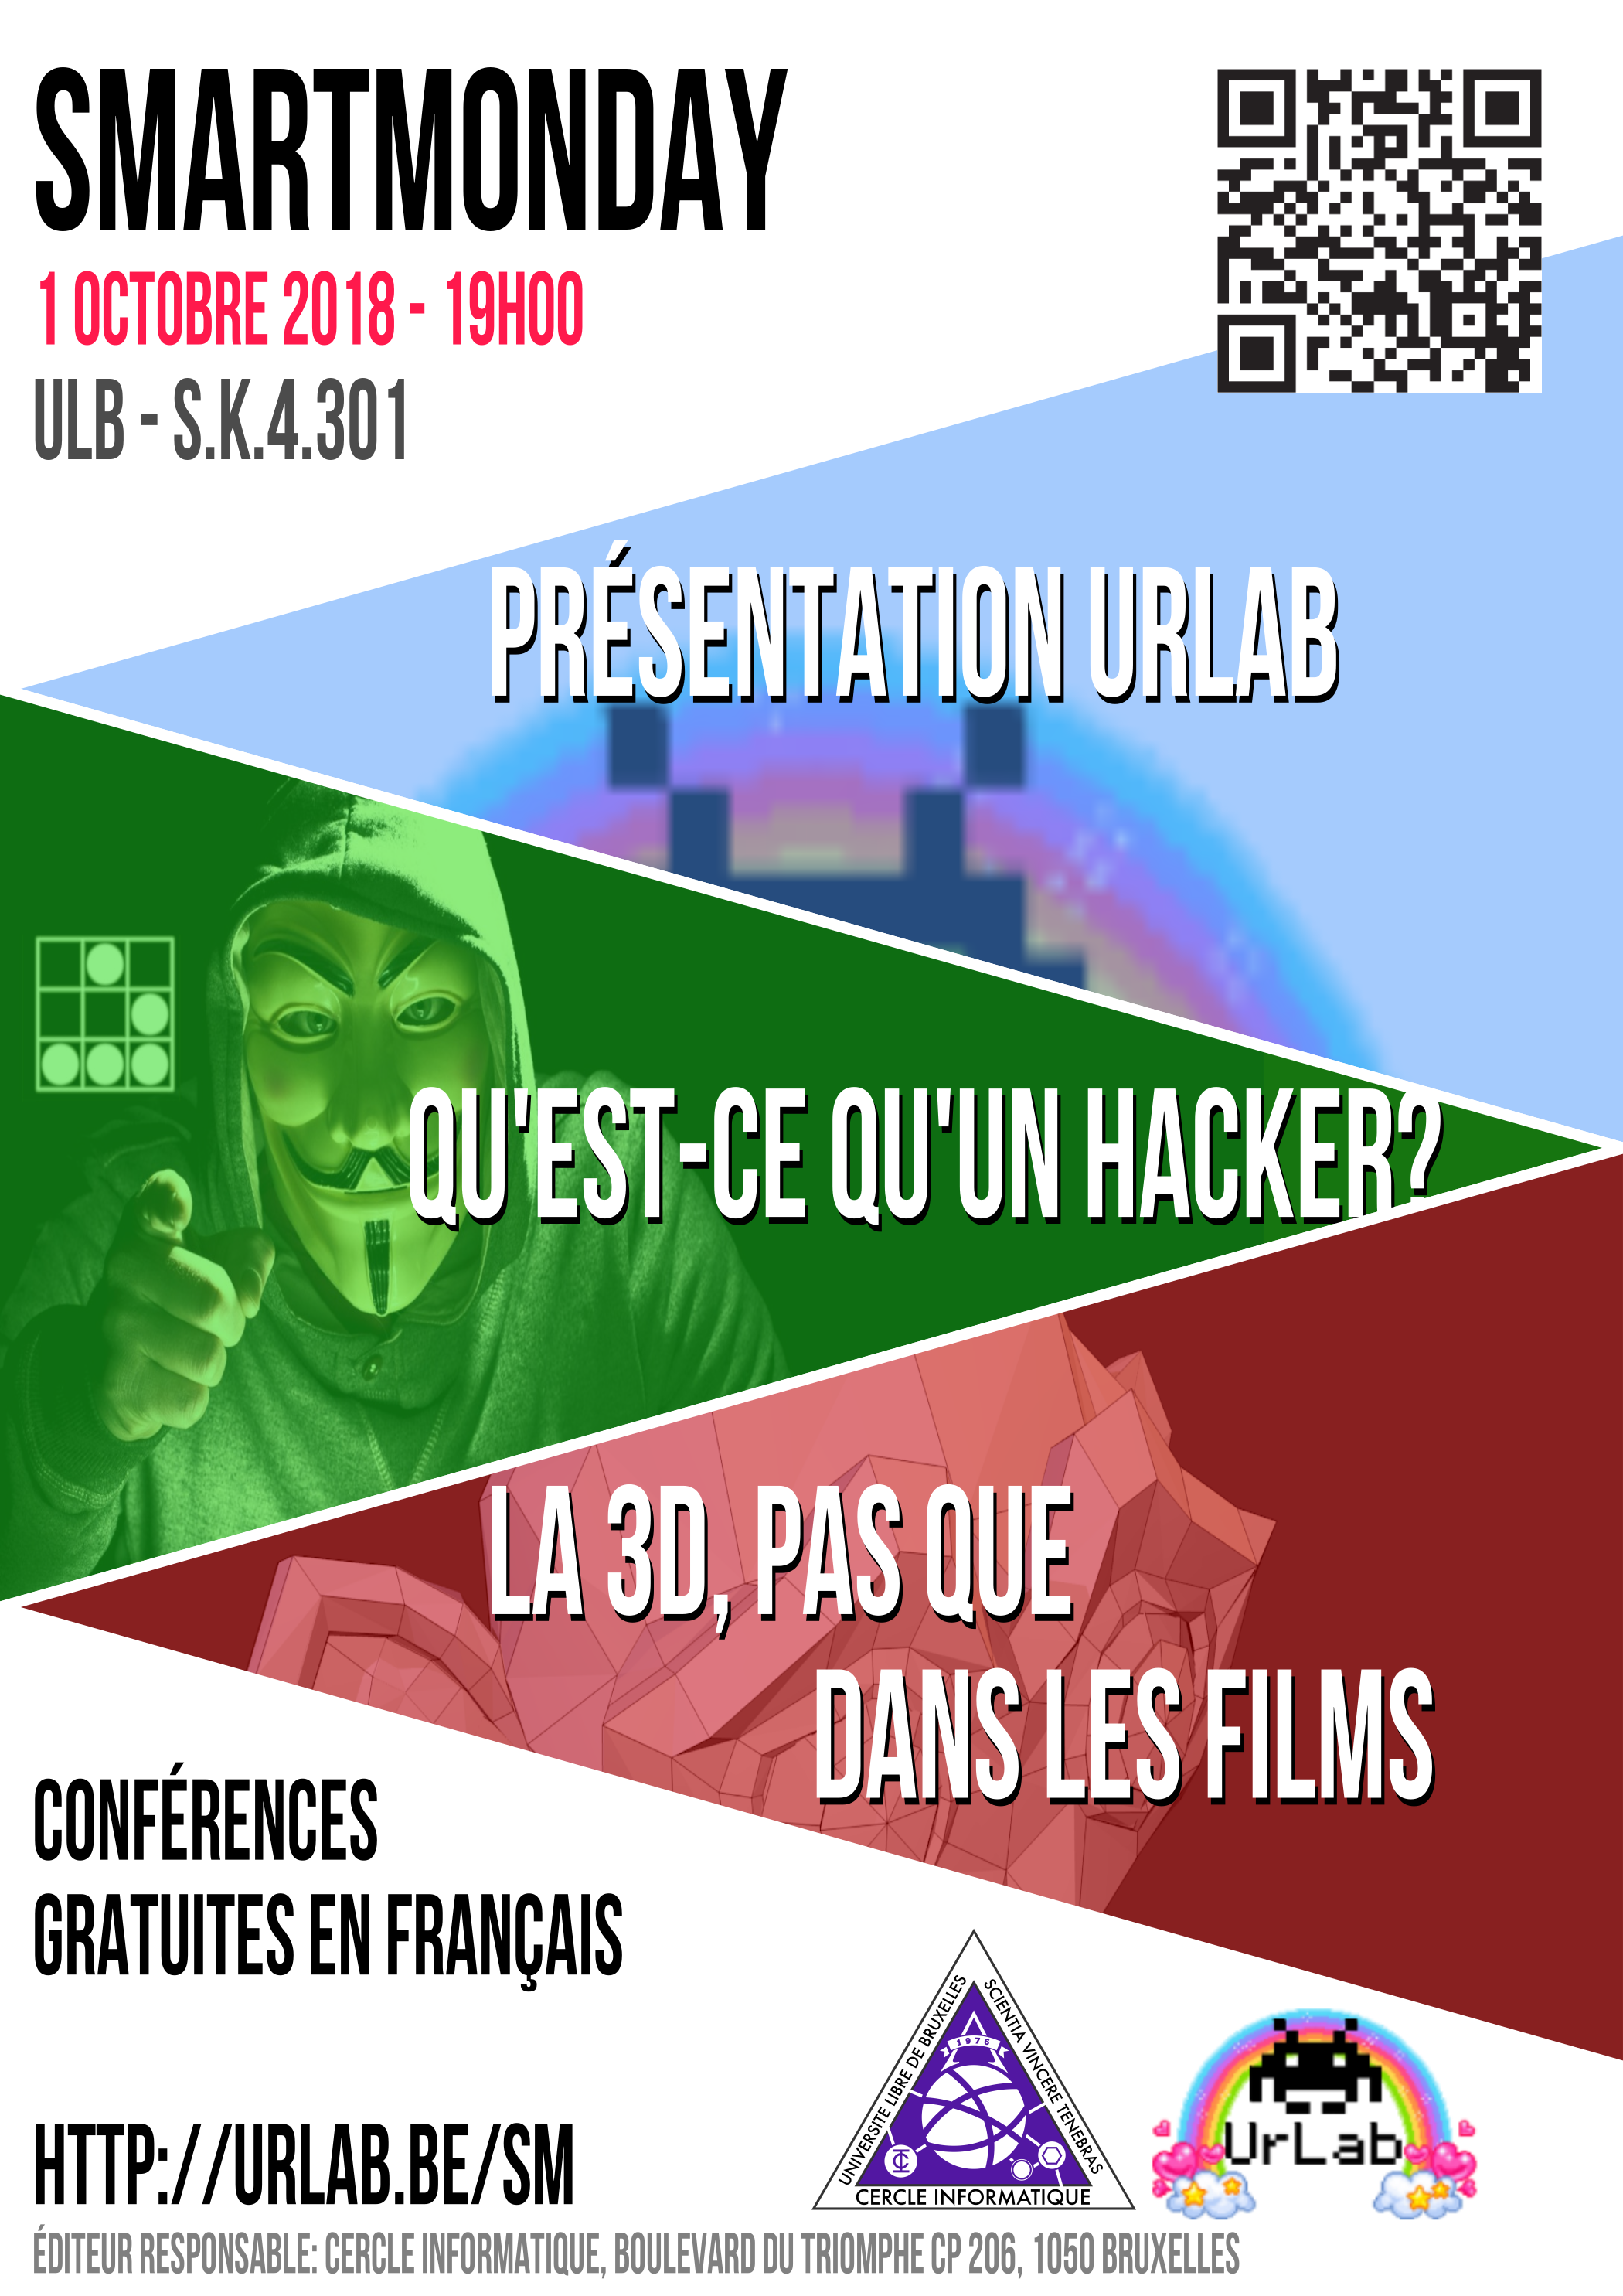 SMARTMONDAY
1 OCTOBRE 2018 - 19H00
ULB - S.K.4.301
PRÉSENTATION URLAB
QU'EST-CE QU'UN HACKER?
LA 3D, PAS QUE
DANS LES FILMS
CONFÉRENCES
GRATUITES EN FRANÇAIS
UNIVERSITE LIBRE DE BRUXELLES
SCIENTIA VINCERE TENEBRAS
1976
CI
CERCLE INFORMATIQUE
UrLab
HTTP://URLAB.BE/SM
ÉDITEUR RESPONSABLE: CERCLE INFORMATIQUE, BOULEVARD DU TRIOMPHE CP 206, 1050 BRUXELLES